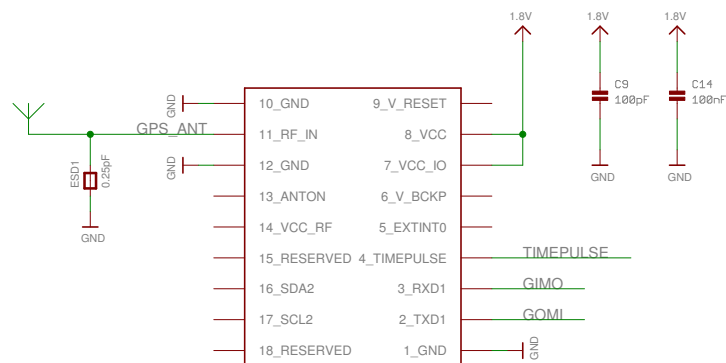 1.8V 1.8V 1.8V
C9 C14
100pF 100nF
GND 10_GND 9_V_RESET
GPS_ANT 11_RF_IN 8_VCC
GND 12_GND 7_VCC_IO
GND GND
ESD1
0.25pF
13_ANTON 6_V_BCKP
GND 14_VCC_RF 5_EXTINT0
15_RESERVED 4_TIMEPULSE TIMEPULSE
16_SDA2 3_RXD1 GIMO
17_SCL2 2_TXD1 GOMI
18_RESERVED 1_GND GND